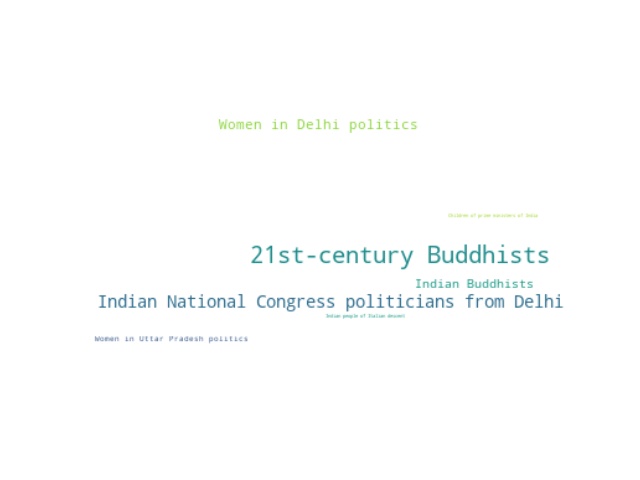 Women in Delhi politics
Children of prime ministers of India
21st-century Buddhists
Indian Buddhists
Indian National Congress politicians from Delhi
Indian people of Italian descent
Women in Uttar Pradesh politics